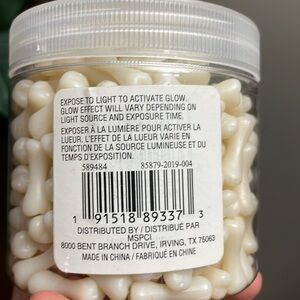 EXPOSE TO LIGHT TO ACTIVATE GLOW.
GLOW EFFECT WILL VARY DEPENDING ON
LIGHT SOURCE AND EXPOSURE TIME.
EXPOSER À LA LUMIÈRE POUR ACTIVER LA
LUEUR. L'EFFET DE LA LUEUR VARIE EN
FONCTION DE LA SOURCE LUMINEUSE ET DU
TEMPS D'EXPOSITION.
589484 85879-2019-004
1 91518 89337 3
DISTRIBUTED BY / DISTRIBUÉ PAR
MSPCI
8000 BENT BRANCH DRIVE, IRVING, TX 75063
MADE IN CHINA / FABRIQUÉ EN CHINE